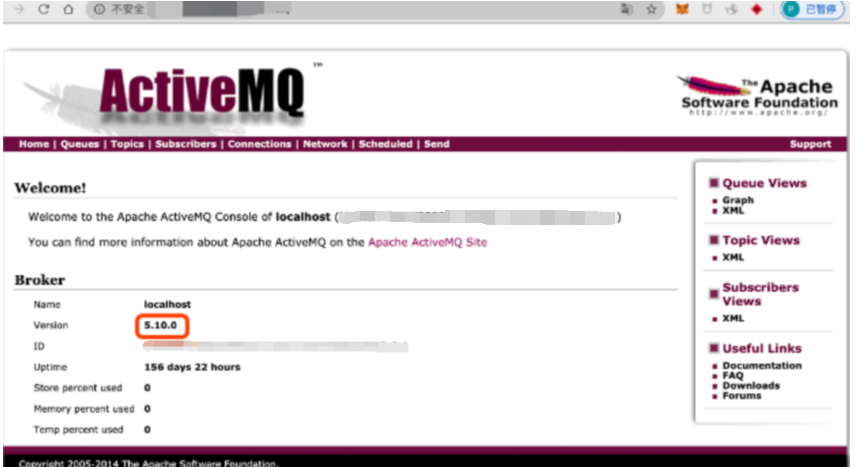 不安全
P
已暂停
ActiveMQ™
The Apache
Software Foundation
http://www.apache.org/
Home | Queues | Topics | Subscribers | Connections | Network | Scheduled | Send
Support
Welcome!
Welcome to the Apache ActiveMQ Console of localhost ( )
You can find more information about Apache ActiveMQ on the Apache ActiveMQ Site
Broker
Name localhost
Version 5.10.0
ID
Uptime 156 days 22 hours
Store percent used 0
Memory percent used 0
Temp percent used 0
Queue Views
Graph
XML
Topic Views
XML
Subscribers
Views
XML
Useful Links
Documentation
FAQ
Downloads
Forums
Copyright 2005-2014 The Apache Software Foundation.